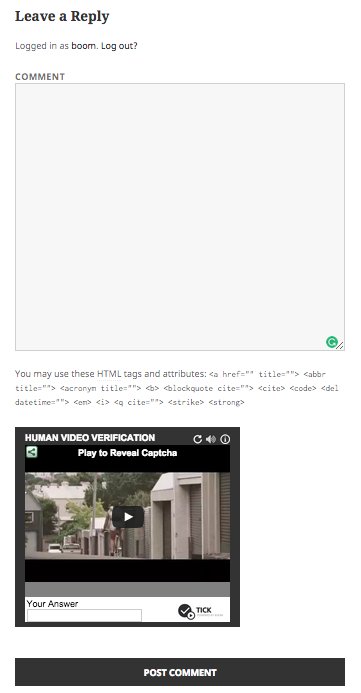 Leave a Reply
Logged in as boom. Log out?
COMMENT
You may use these HTML tags and attributes: <a href="" title=""> <abbr
title=""> <acronym title=""> <b> <blockquote cite=""> <cite> <code> <del
datetime=""> <em> <i> <q cite=""> <strike> <strong>
HUMAN VIDEO VERIFICATION
Play to Reveal Captcha
Your Answer
TICK
POST COMMENT